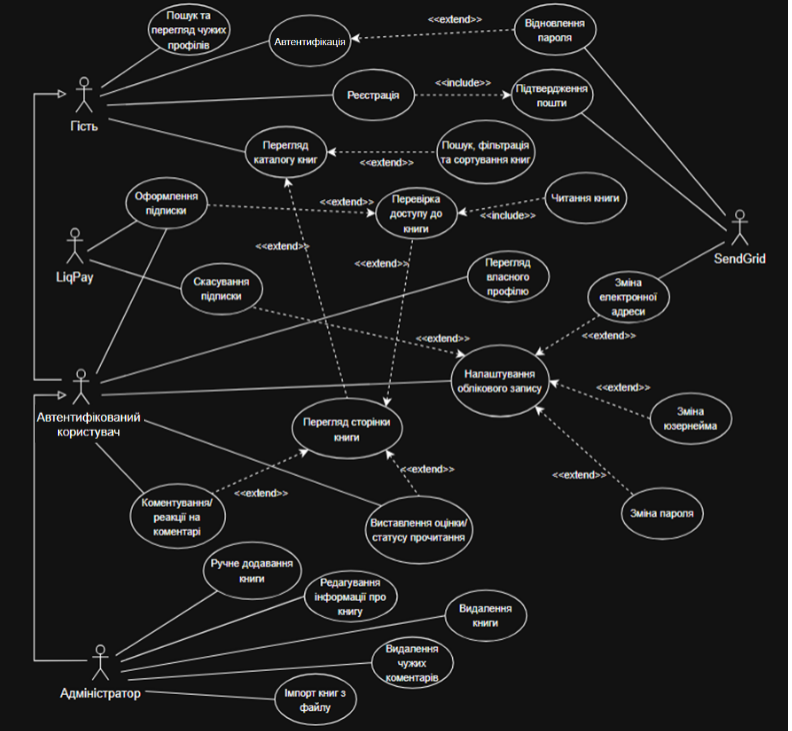 Пошук та
перегляд чужих
профілів
Автентифікація
<<extend>>
Відновлення
пароля
Гість
Реєстрація
<<include>>
Підтвердження
пошти
Перегляд
каталогу книг
<<extend>>
Пошук, фільтрація
та сортування книг
Оформлення
підписки
<<extend>>
Перевірка
доступу до
книги
<<include>>
Читання книги
LiqPay
SendGrid
<<extend>>
<<extend>>
Скасування
підписки
Перегляд
власного
профілю
Зміна
електронної
адреси
<<extend>>
<<extend>>
Налаштування
облікового запису
<<extend>>
Автентифікований
користувач
Перегляд сторінки
книги
Зміна
юзернейма
<<extend>>
<<extend>>
<<extend>>
Коментування/
реакції на
коментарі
Виставлення оцінки/
статусу прочитання
Зміна пароля
Ручне додавання
книги
Редагування
інформації про
книгу
Видалення
книги
Адміністратор
Видалення
чужих
коментарів
Імпорт книг з
файлу